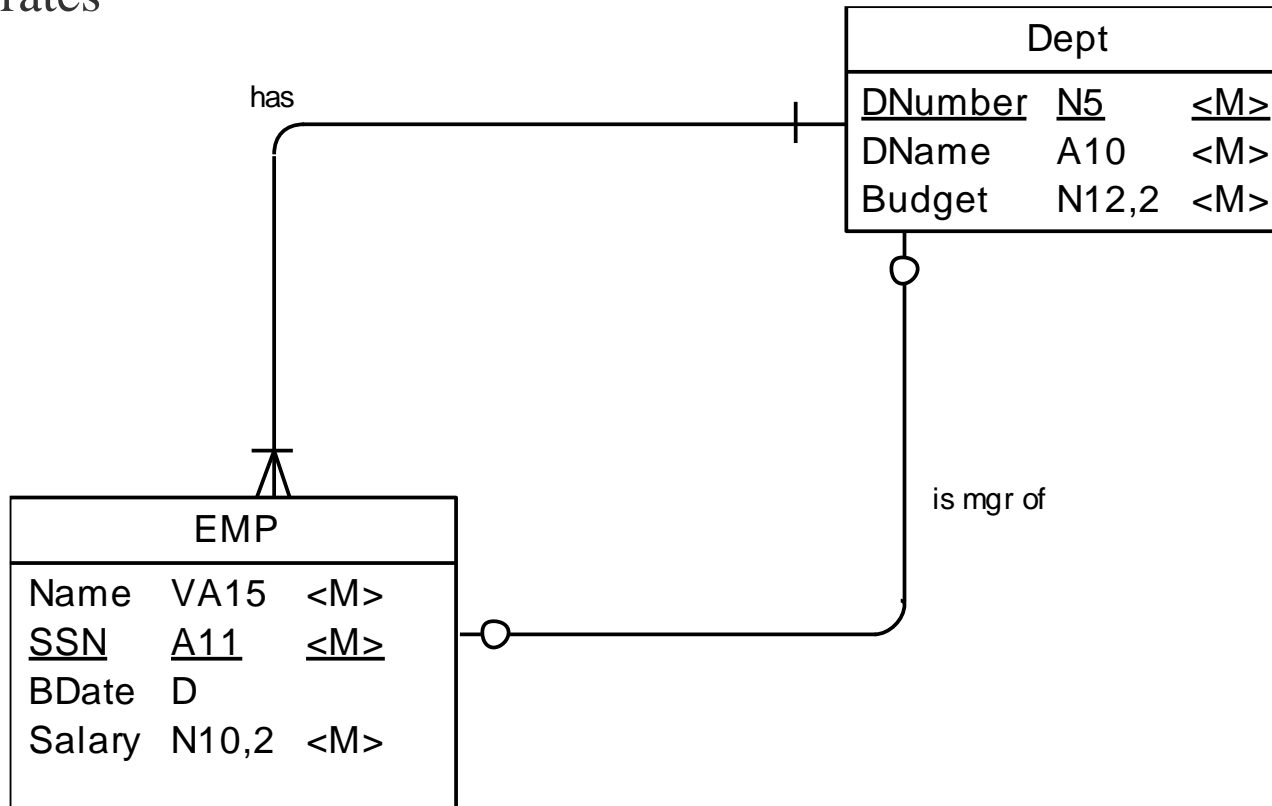 rates
Dept
DNumber N5 <M>
DName A10 <M>
Budget N12,2 <M>
has
is mgr of
EMP
Name VA15 <M>
SSN A11 <M>
BDate D
Salary N10,2 <M>